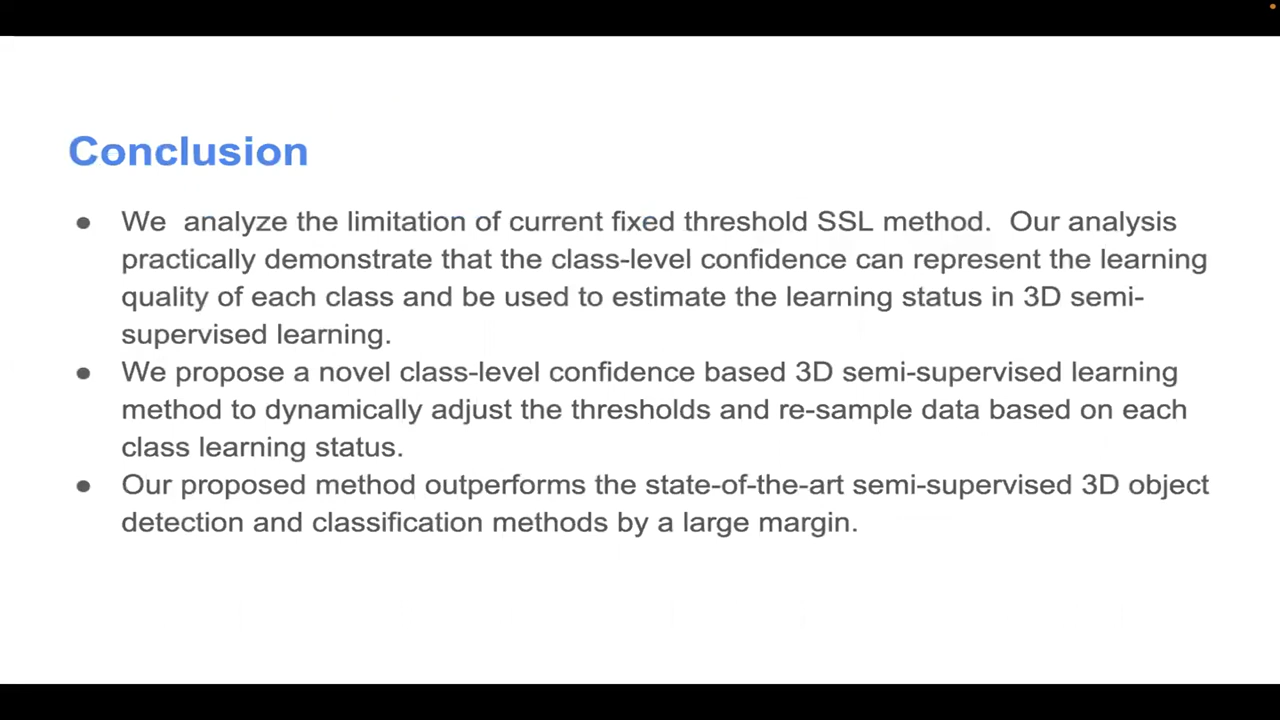 Conclusion
● We  analyze the limitation of current fixed threshold SSL method.  Our analysis
practically demonstrate that the class-level confidence can represent the learning
quality of each class and be used to estimate the learning status in 3D semi-
supervised learning.
● We propose a novel class-level confidence based 3D semi-supervised learning
method to dynamically adjust the thresholds and re-sample data based on each
class learning status.
● Our proposed method outperforms the state-of-the-art semi-supervised 3D object
detection and classification methods by a large margin.